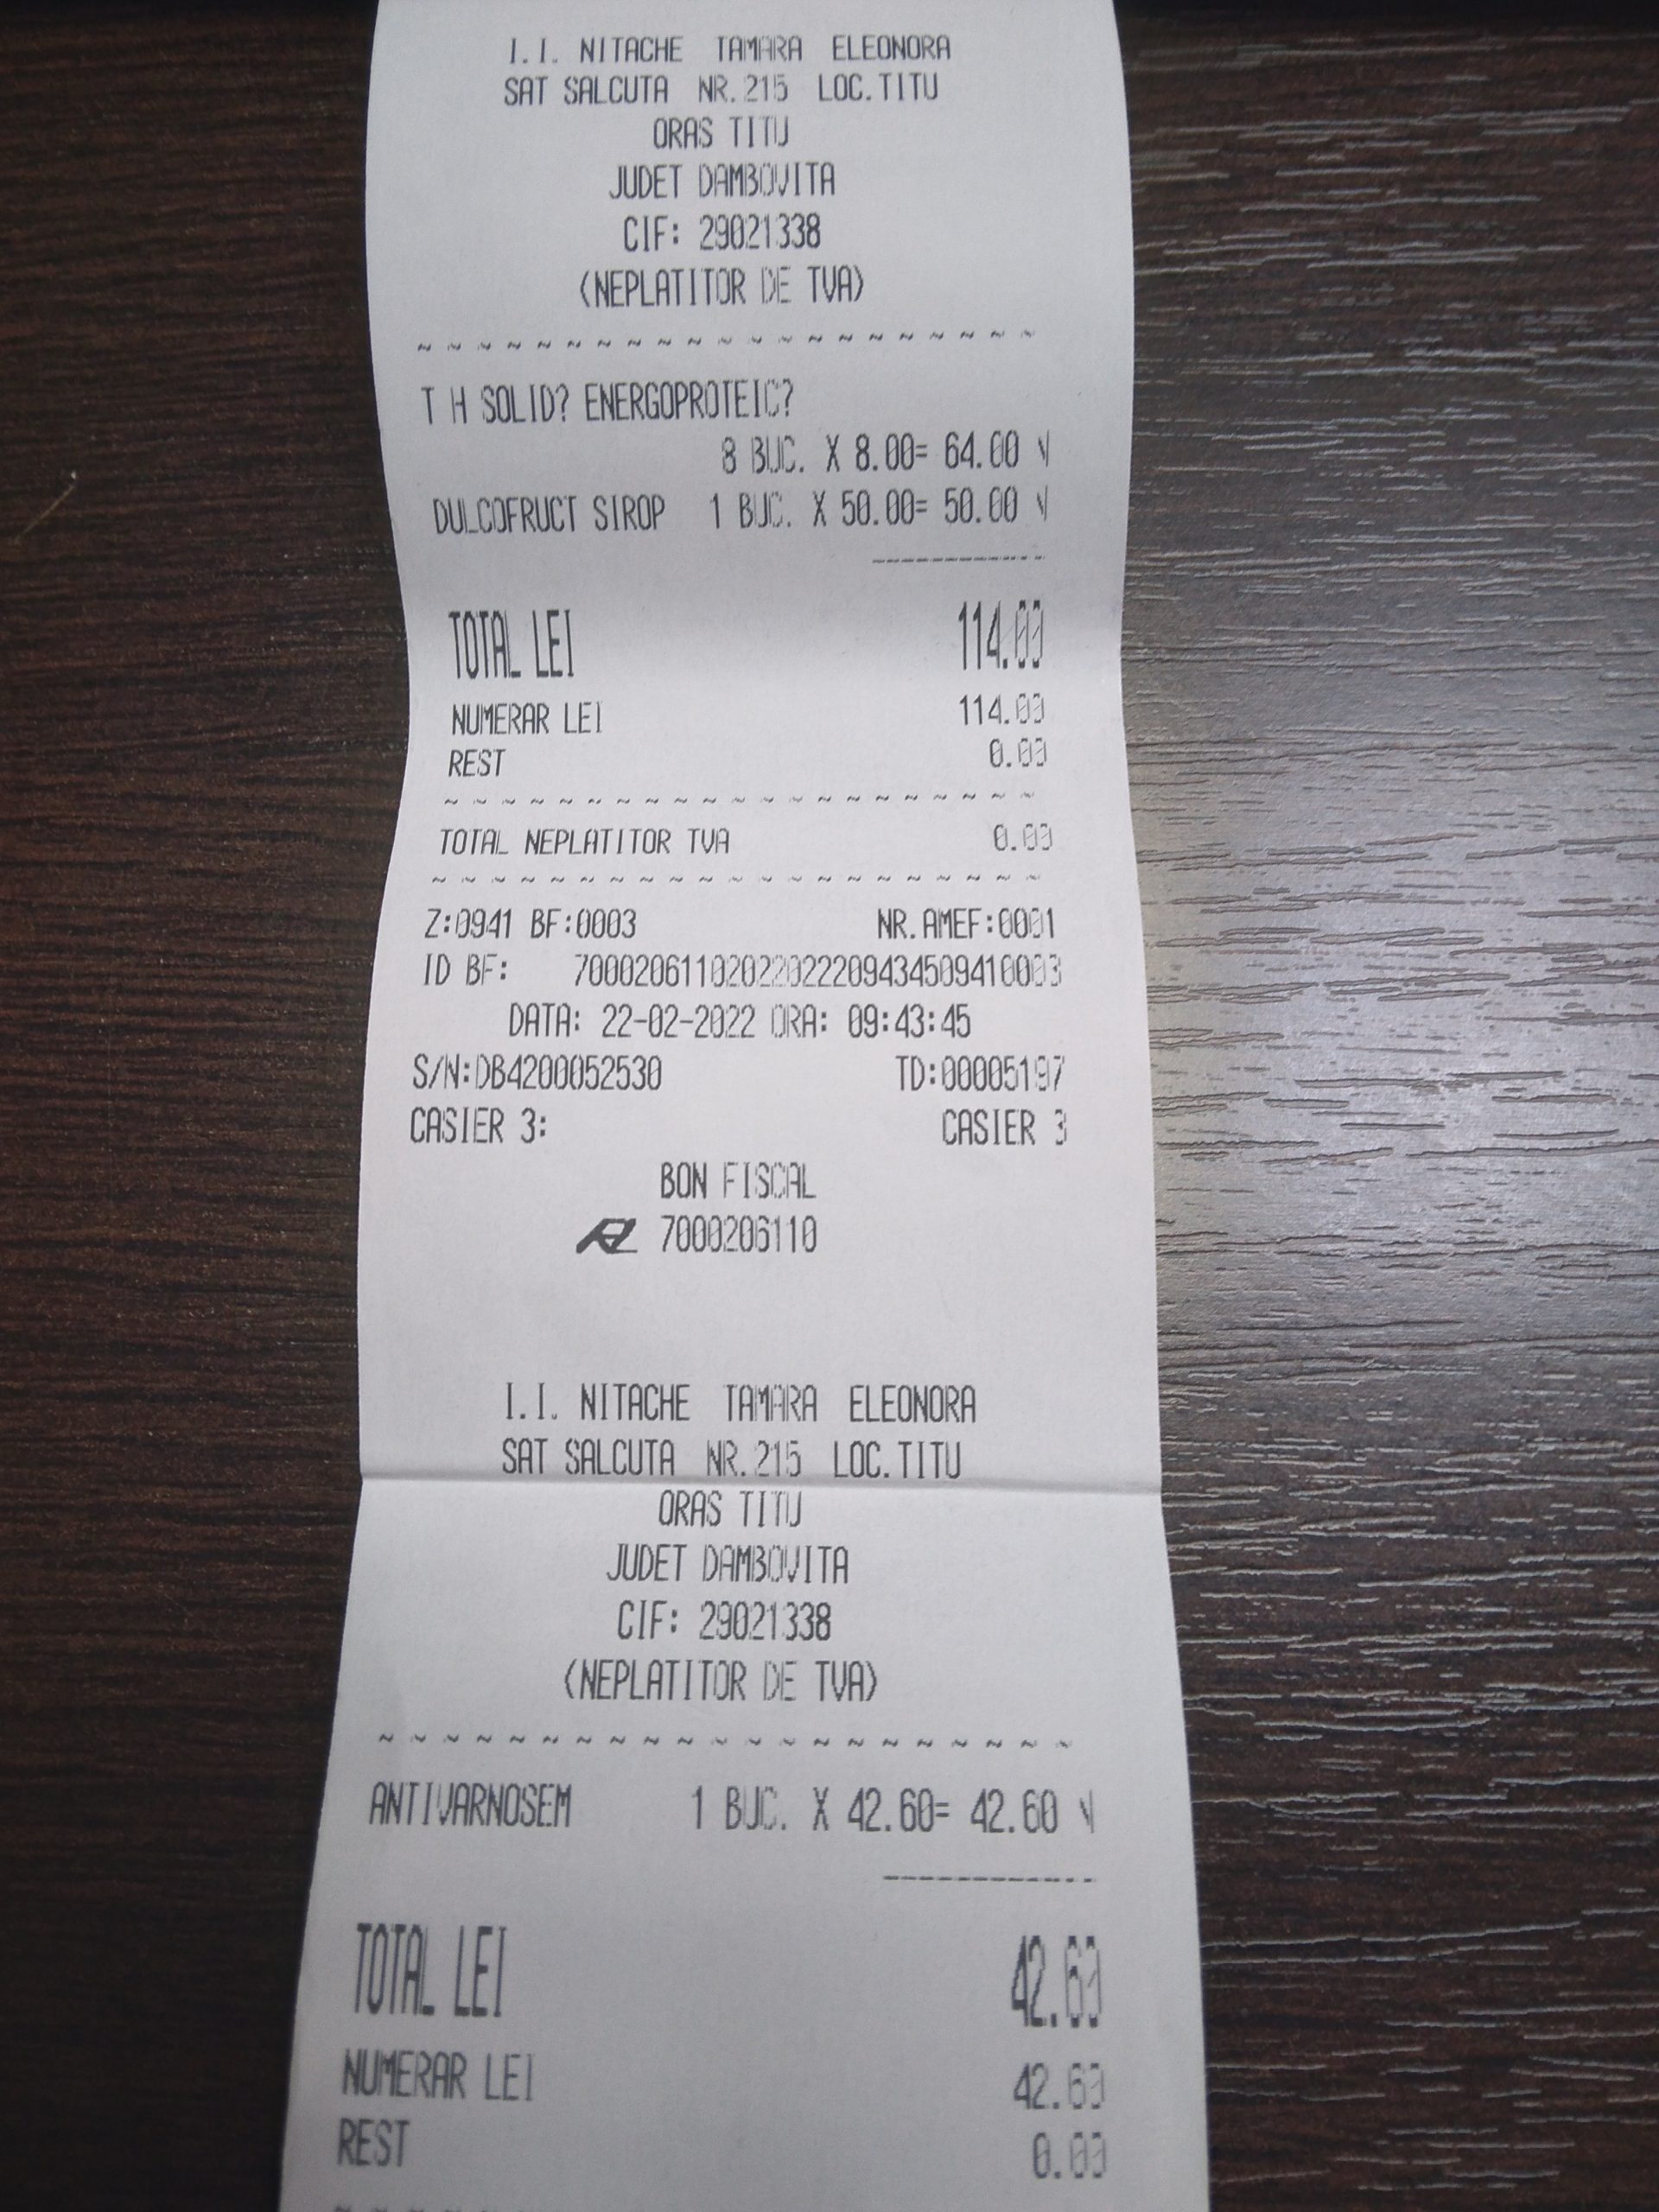 I.I. NITACHE TAMARA ELEONORA
SAT SALCUTA NR.215 LOC.TITU
ORAS TITU
JUDET DAMBOVITA
CIF: 29021338
(NEPLATITOR DE TVA)
~ ~ ~ ~ ~ ~ ~ ~ ~ ~ ~ ~ ~ ~ ~ ~ ~ ~ ~ ~ ~
T H SOLID? ENERGOPROTEIC?
8 BUC. X 8.00= 64.00 \|
DULCOFRUCT SIROP 1 BUC. X 50.00= 50.00 \|
------------
TOTAL LEI 114.00
NUMERAR LEI 114.00
REST 0.00
~ ~ ~ ~ ~ ~ ~ ~ ~ ~ ~ ~ ~ ~ ~ ~ ~ ~ ~ ~ ~
TOTAL NEPLATITOR TVA 0.00
~ ~ ~ ~ ~ ~ ~ ~ ~ ~ ~ ~ ~ ~ ~ ~ ~ ~ ~ ~ ~
Z:0941 BF:0003 NR.AMEF:0001
ID BF: 70002061102022022209434509410003
DATA: 22-02-2022 ORA: 09:43:45
S/N:DB4200052530 TD:00005197
CASIER 3: CASIER 3
BON FISCAL
7000206110
I.I. NITACHE TAMARA ELEONORA
SAT SALCUTA NR.215 LOC.TITU
ORAS TITU
JUDET DAMBOVITA
CIF: 29021338
(NEPLATITOR DE TVA)
~ ~ ~ ~ ~ ~ ~ ~ ~ ~ ~ ~ ~ ~ ~ ~ ~ ~ ~ ~ ~
ANTIVARNOSEM 1 BUC. X 42.60= 42.60 \|
------------
TOTAL LEI 42.60
NUMERAR LEI 42.60
REST 0.00